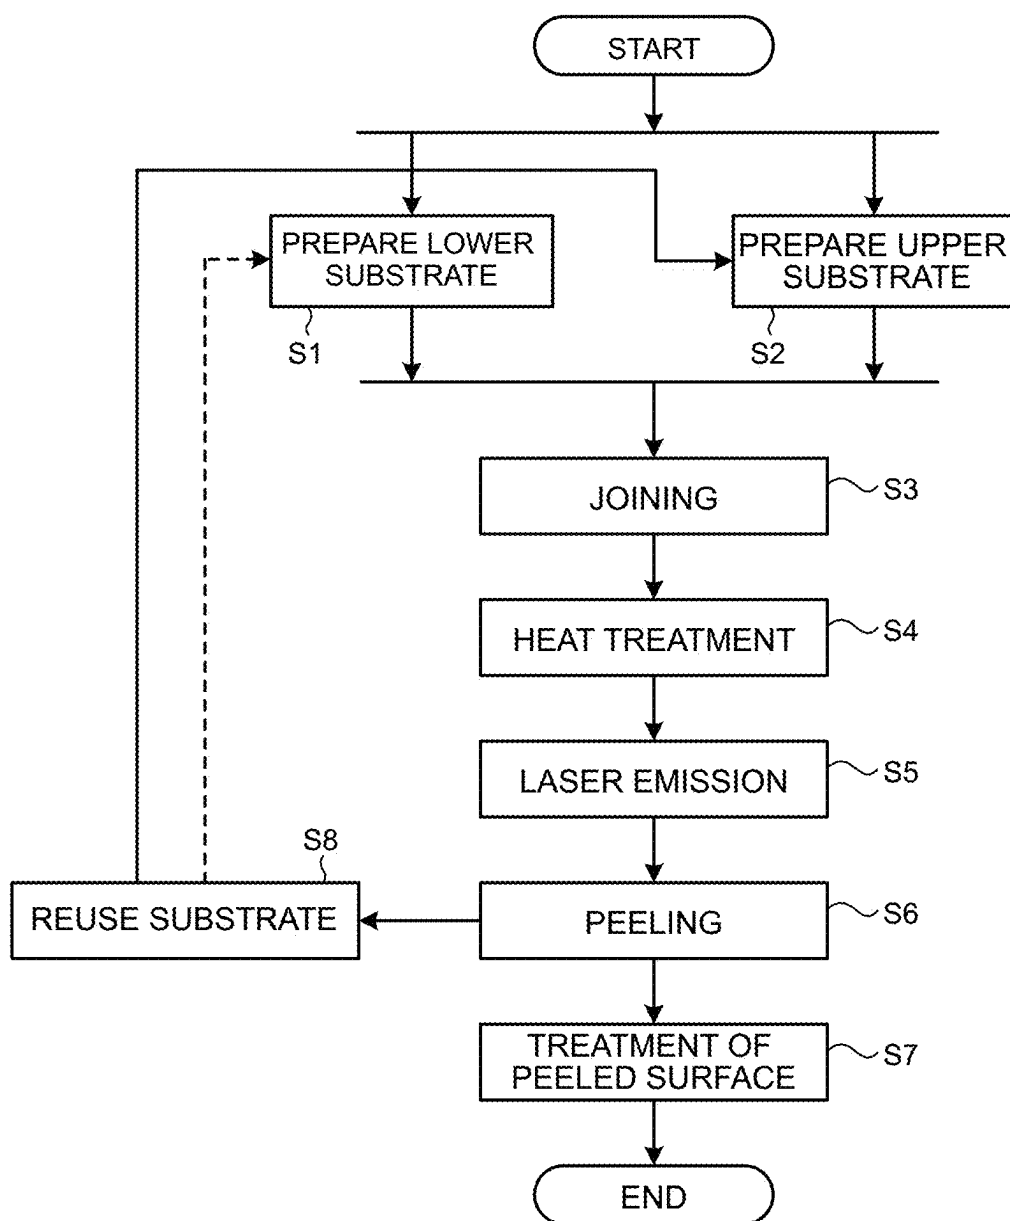 START
PREPARE LOWER
SUBSTRATE
S1
PREPARE UPPER
SUBSTRATE
S2
JOINING
S3
HEAT TREATMENT
S4
LASER EMISSION
S5
S8
REUSE SUBSTRATE
PEELING
S6
TREATMENT OF
PEELED SURFACE
S7
END